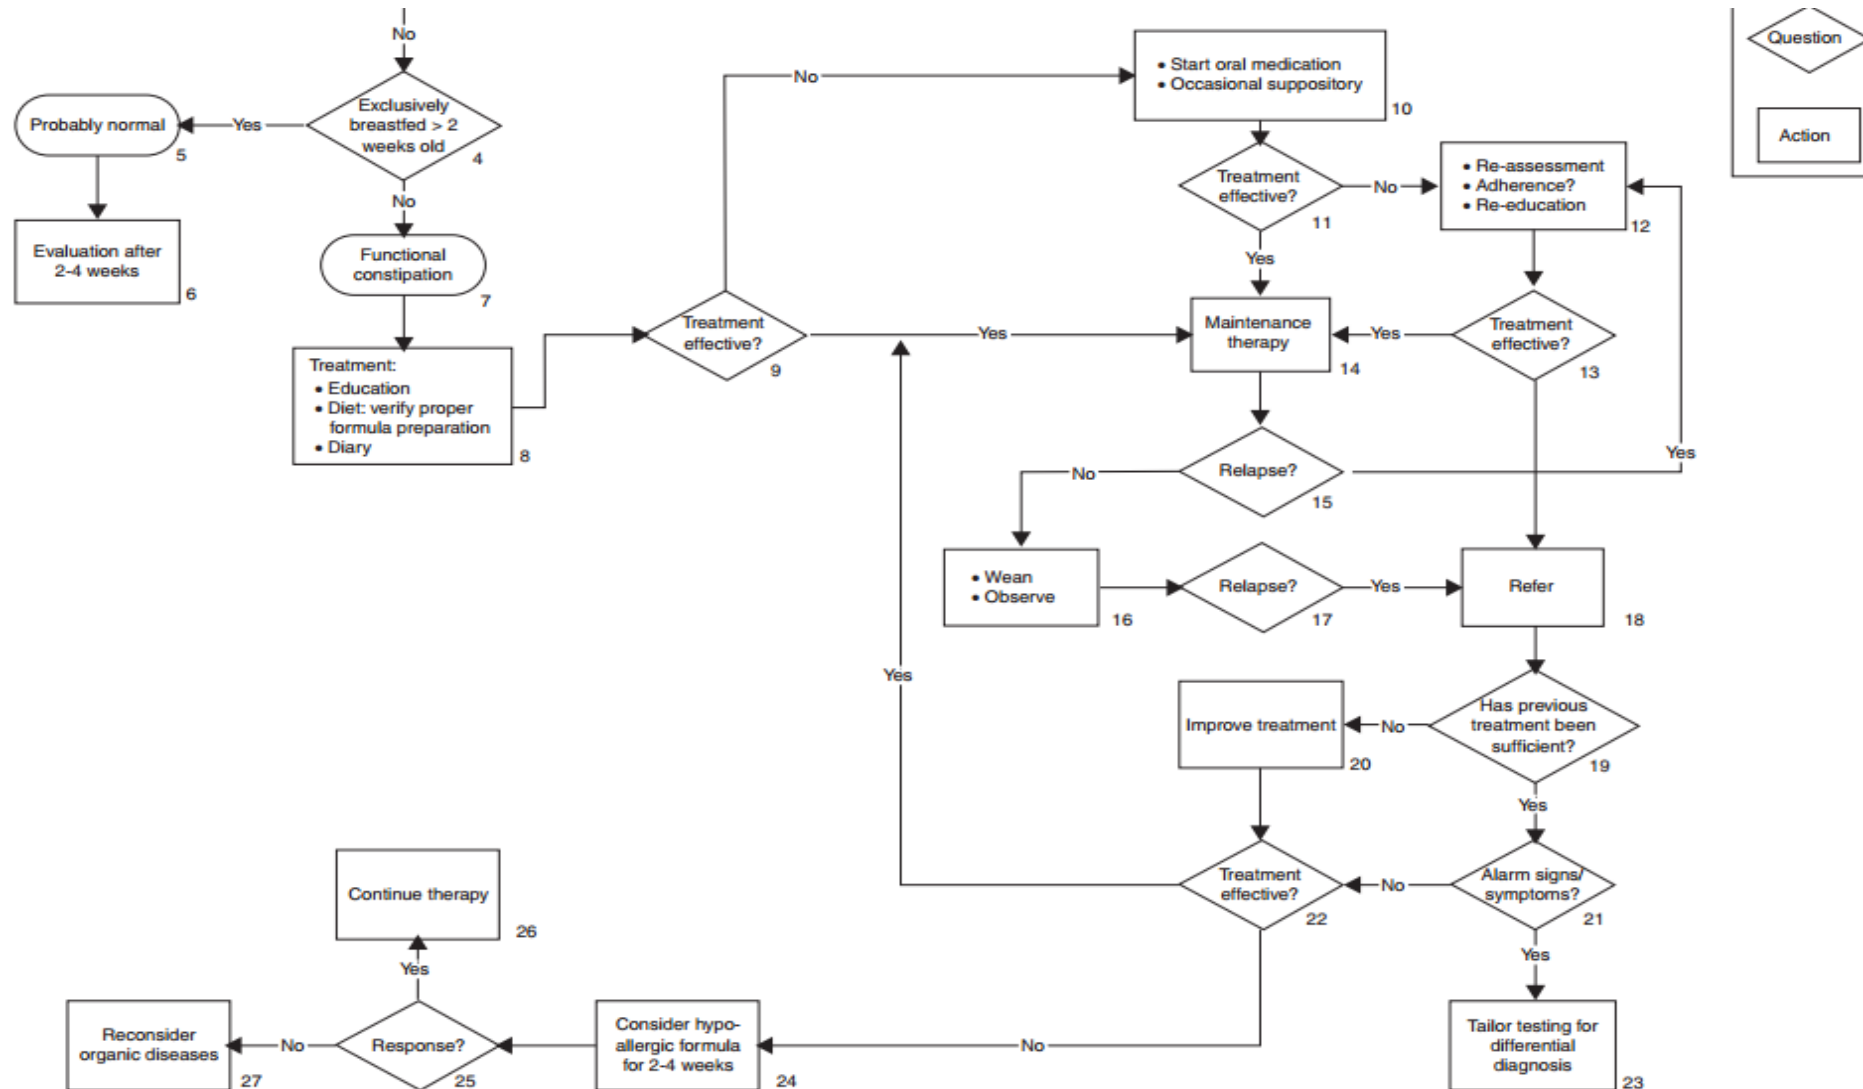 No
Exclusively
breastfed > 2
weeks old
4
Yes
Probably normal
5
Evaluation after
2-4 weeks
6
No
Functional
constipation
7
Treatment:
• Education
• Diet: verify proper
formula preparation
• Diary
8
Treatment
effective?
9
No
• Start oral medication
• Occasional suppository
10
Treatment
effective?
11
No
• Re-assessment
• Adherence?
• Re-education
12
Yes
Yes
Maintenance
therapy
14
Yes
Treatment
effective?
13
Relapse?
15
Yes
No
• Wean
• Observe
16
Relapse?
17
Yes
Refer
18
Has previous
treatment been
sufficient?
19
No
Improve treatment
20
Yes
Alarm signs/
symptoms?
21
No
Treatment
effective?
22
Yes
Yes
Tailor testing for
differential
diagnosis
23
No
Consider hypo-
allergic formula
for 2-4 weeks
24
Response?
25
Yes
Continue therapy
26
No
Reconsider
organic diseases
27
Question
Action